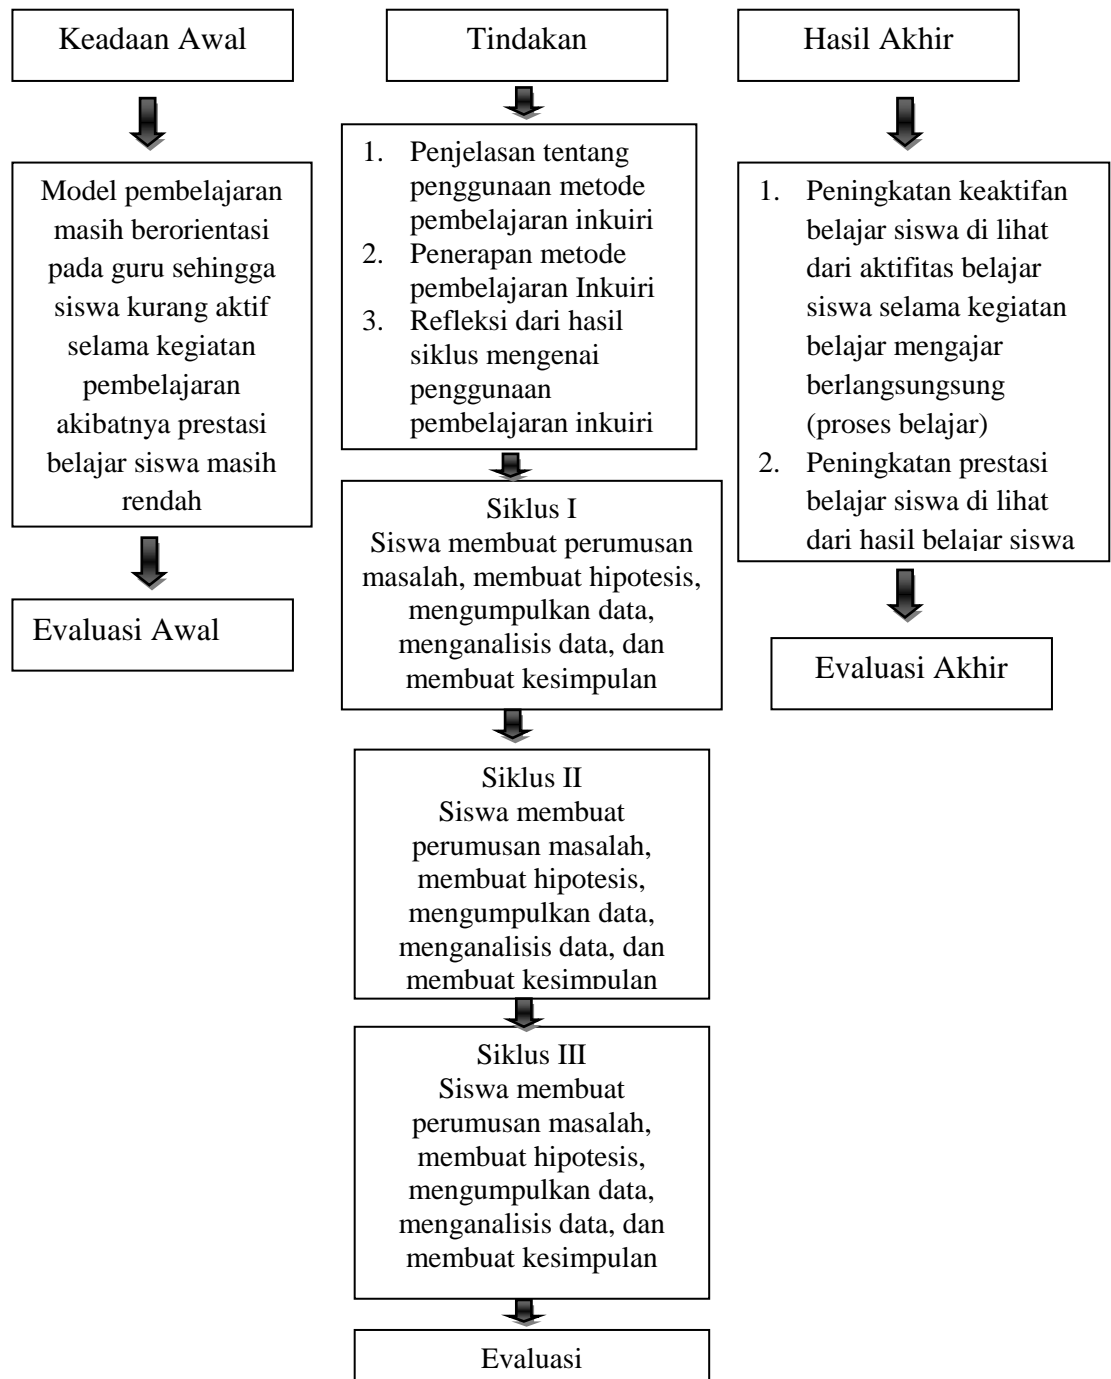 Keadaan Awal
Model pembelajaran
masih berorientasi
pada guru sehingga
siswa kurang aktif
selama kegiatan
pembelajaran
akibatnya prestasi
belajar siswa masih
rendah
Evaluasi Awal
Tindakan
1. Penjelasan tentang
penggunaan metode
pembelajaran inkuiri
2. Penerapan metode
pembelajaran Inkuiri
3. Refleksi dari hasil
siklus mengenai
penggunaan
pembelajaran inkuiri
Siklus I
Siswa membuat perumusan
masalah, membuat hipotesis,
mengumpulkan data,
menganalisis data, dan
membuat kesimpulan
Siklus II
Siswa membuat
perumusan masalah,
membuat hipotesis,
mengumpulkan data,
menganalisis data, dan
membuat kesimpulan
Siklus III
Siswa membuat
perumusan masalah,
membuat hipotesis,
mengumpulkan data,
menganalisis data, dan
membuat kesimpulan
Evaluasi
Hasil Akhir
1. Peningkatan keaktifan
belajar siswa di lihat
dari aktifitas belajar
siswa selama kegiatan
belajar mengajar
berlangsungsung
(proses belajar)
2. Peningkatan prestasi
belajar siswa di lihat
dari hasil belajar siswa
Evaluasi Akhir